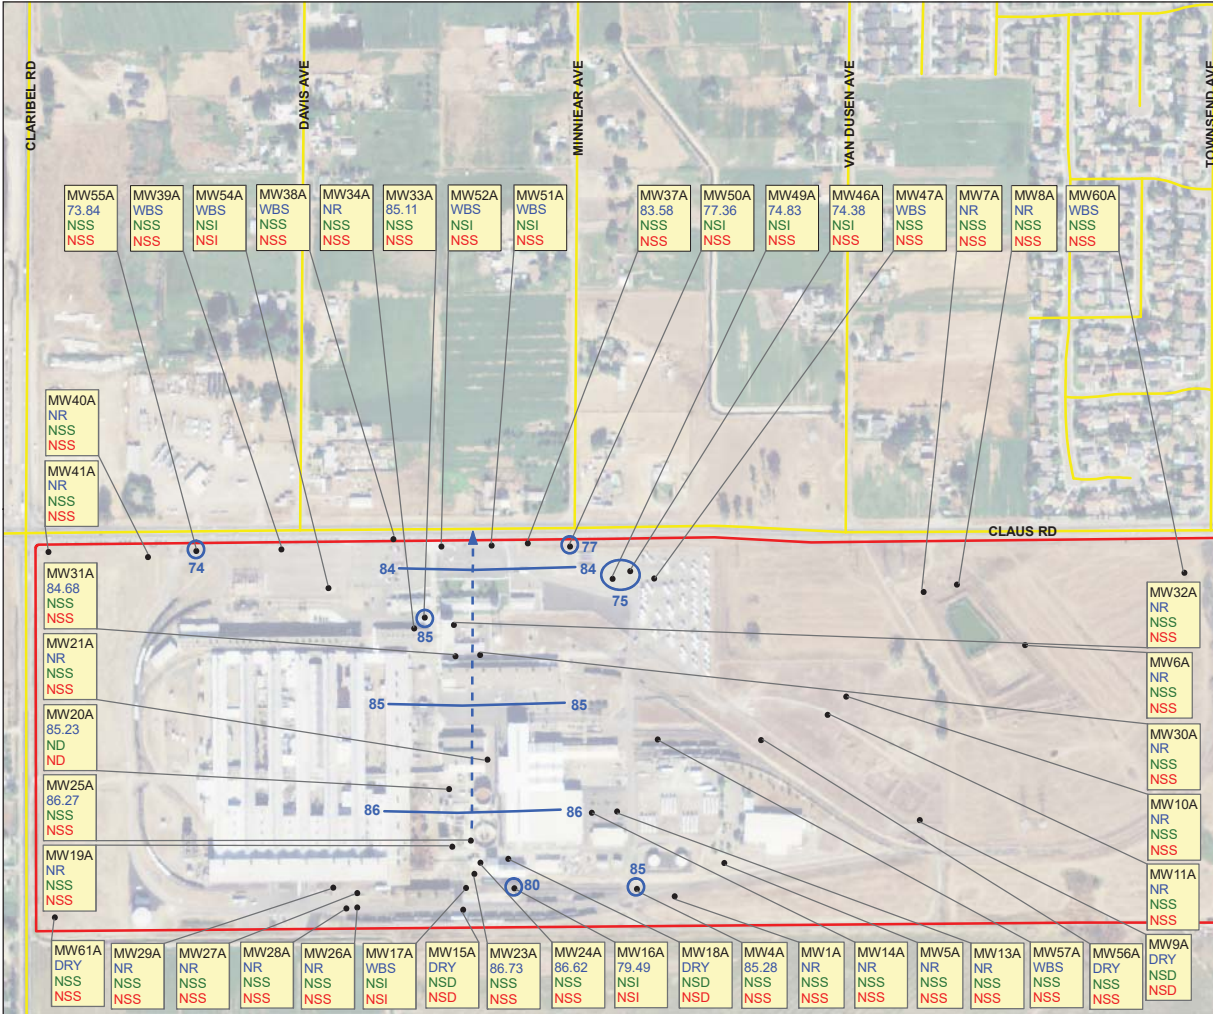 CLARIBEL RD
DAVIS AVE
MINNIEAR AVE
VAN DUSEN AVE
TOWNSEND AVE
MW55A
73.84
NSS
NSS
MW39A
WBS
NSS
NSS
MW54A
WBS
NSI
NSI
MW38A
WBS
NSS
NSS
MW34A
NR
NSS
NSS
MW33A
85.11
NSS
NSS
MW52A
WBS
NSI
NSS
MW51A
WBS
NSI
NSS
MW37A
83.58
NSS
NSS
MW50A
77.36
NSI
NSS
MW49A
74.83
NSI
NSS
MW46A
74.38
NSI
NSS
MW47A
WBS
NSS
NSS
MW7A
NR
NSS
NSS
MW8A
NR
NSS
NSS
MW60A
WBS
NSS
NSS
MW40A
NR
NSS
NSS
MW41A
NR
NSS
NSS
CLAUS RD
74
77
84
84
75
MW31A
84.68
NSS
NSS
85
MW32A
NR
NSS
NSS
MW21A
NR
NSS
NSS
MW6A
NR
NSS
NSS
85
85
MW20A
85.23
ND
ND
MW30A
NR
NSS
NSS
MW25A
86.27
NSS
NSS
86
86
MW10A
NR
NSS
NSS
MW19A
NR
NSS
NSS
80
85
MW11A
NR
NSS
NSS
MW61A
DRY
NSS
NSS
MW29A
NR
NSS
NSS
MW27A
NR
NSS
NSS
MW28A
NR
NSS
NSS
MW26A
NR
NSS
NSS
MW17A
WBS
NSI
NSI
MW15A
DRY
NSD
NSD
MW23A
86.73
NSS
NSS
MW24A
86.62
NSS
NSS
MW16A
79.49
NSI
NSI
MW18A
DRY
NSD
NSD
MW4A
85.28
NSS
NSS
MW1A
NR
NSS
NSS
MW14A
NR
NSS
NSS
MW5A
NR
NSS
NSS
MW13A
NR
NSS
NSS
MW57A
WBS
NSS
NSS
MW56A
DRY
NSS
NSS
MW9A
DRY
NSD
NSD